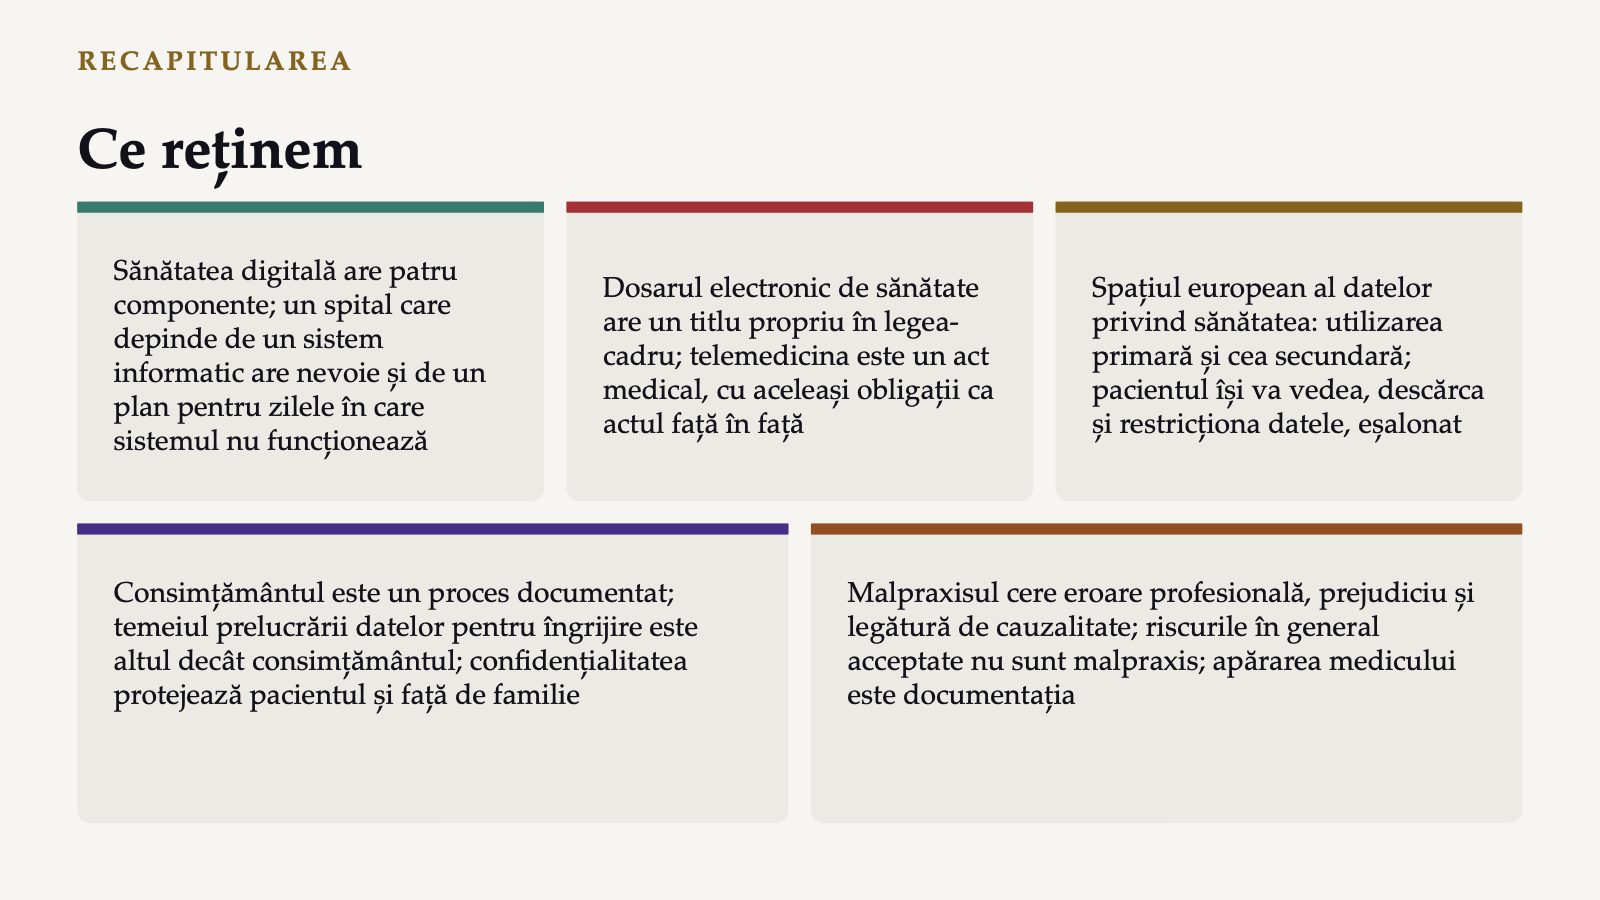 RECAPITULAREA
Ce reținem
Sănătatea digitală are patru
componente; un spital care
depinde de un sistem
informatic are nevoie și de un
plan pentru zilele în care
sistemul nu funcționează
Dosarul electronic de sănătate
are un titlu propriu în legea-
cadru; telemedicina este un act
medical, cu aceleași obligații ca
actul față în față
Spațiul european al datelor
privind sănătatea: utilizarea
primară și cea secundară;
pacientul își va vedea, descărca
și restricționa datele, eșalonat
Consimțământul este un proces documentat;
temeiul prelucrării datelor pentru îngrijire este
altul decât consimțământul; confidențialitatea
protejează pacientul și față de familie
Malpraxisul cere eroare profesională, prejudiciu și
legătură de cauzalitate; riscurile în general
acceptate nu sunt malpraxis; apărarea medicului
este documentația